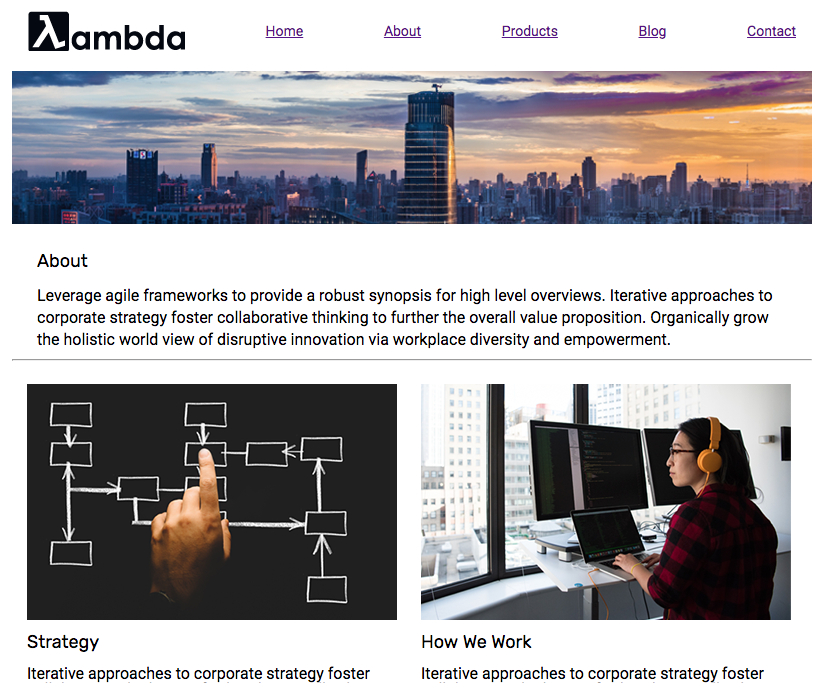 λambda
Home About Products Blog Contact
About
Leverage agile frameworks to provide a robust synopsis for high level overviews. Iterative approaches to
corporate strategy foster collaborative thinking to further the overall value proposition. Organically grow
the holistic world view of disruptive innovation via workplace diversity and empowerment.
Strategy
Iterative approaches to corporate strategy foster
How We Work
Iterative approaches to corporate strategy foster